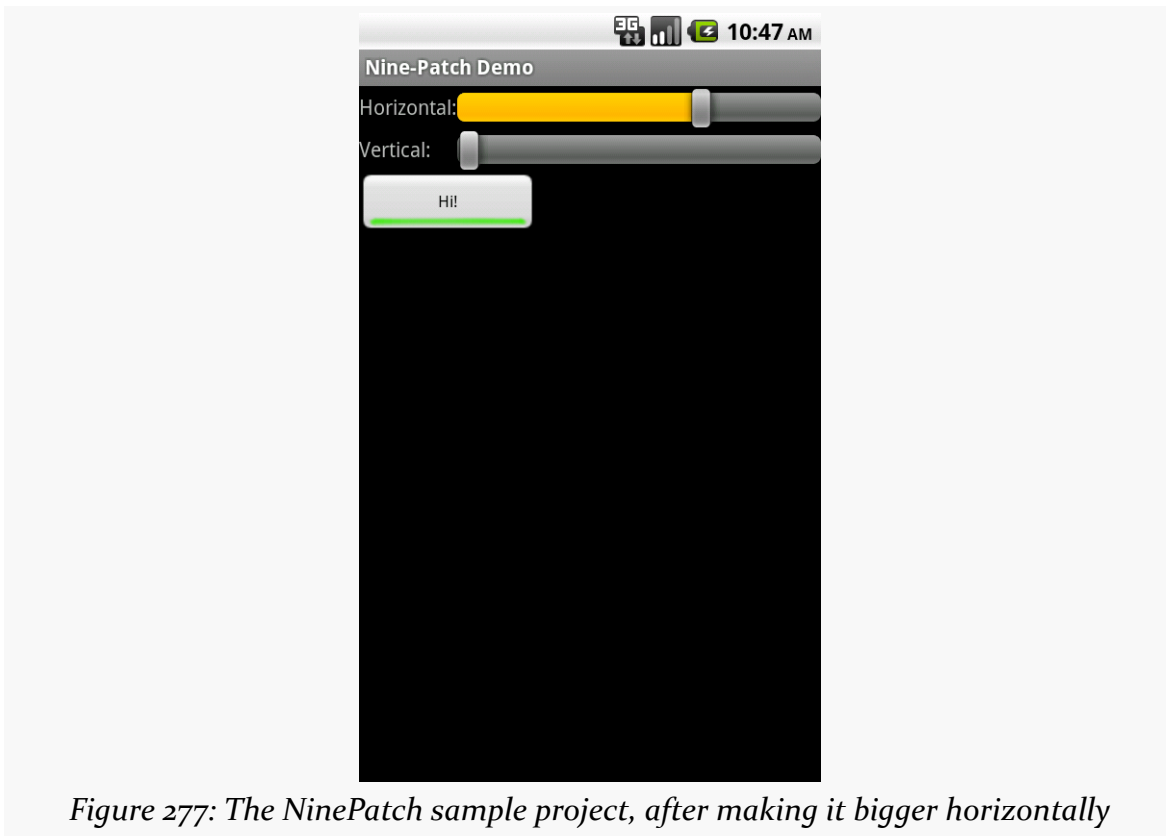 3G 10:47 AM
Nine-Patch Demo
Horizontal:
Vertical:
Hi!
Figure 277: The NinePatch sample project, after making it bigger horizontally